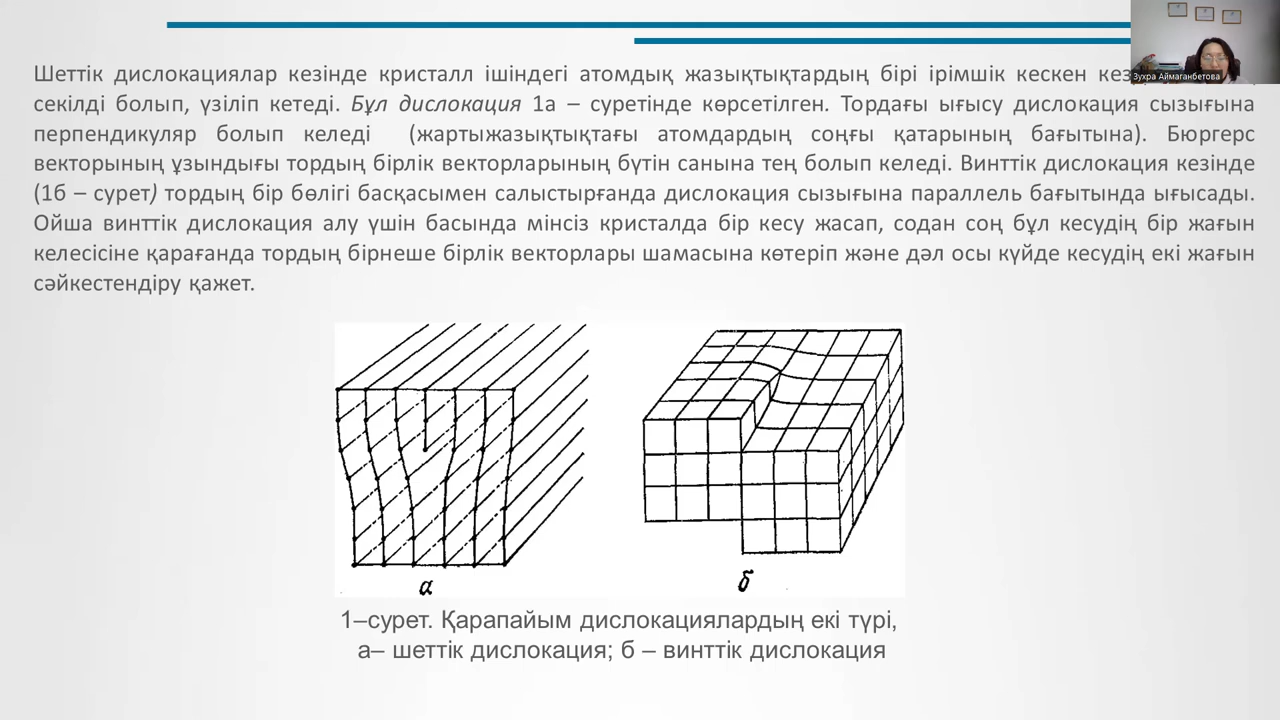 Шеттік дислокациялар кезінде кристалл ішндегі атомдық жазықтықтардың бірі ірімшік кескен
секілді болып, үзіліп кетеді. Бұл дислокация 1а – суретінде көрсетілген. Тордағы ығысу дислокация сызығына
перпендикуляр болып келеді (жартыжазықтықтағы атомдардың соңғы қатарының бағытына). Бюргерс
векторының ұзындығы тордың бірлік векторларының бүтін санына тең болып келеді. Винттік дислокация кезінде
(1б – сурет) тордың бір бөлігі басқасымен салыстырғанда дислокация сызығына параллель бағытында ығысады.
Ойша винттік дислокация алу үшін басында мінсіз кристалда бір кесу жасап, содан соң бұл кесудің бір жағын
келесісіне қарағанда тордың бірнеше бірлік векторлары шамасына көтеріп және дәл осы күйде кесудің екі жағын
сәйкестендіру қажет.
Зухра Аймаганбетова
а
б
1–сурет. Қарапайым дислокациялардың екі түрі,
а– шеттік дислокация; б – винттік дислокация